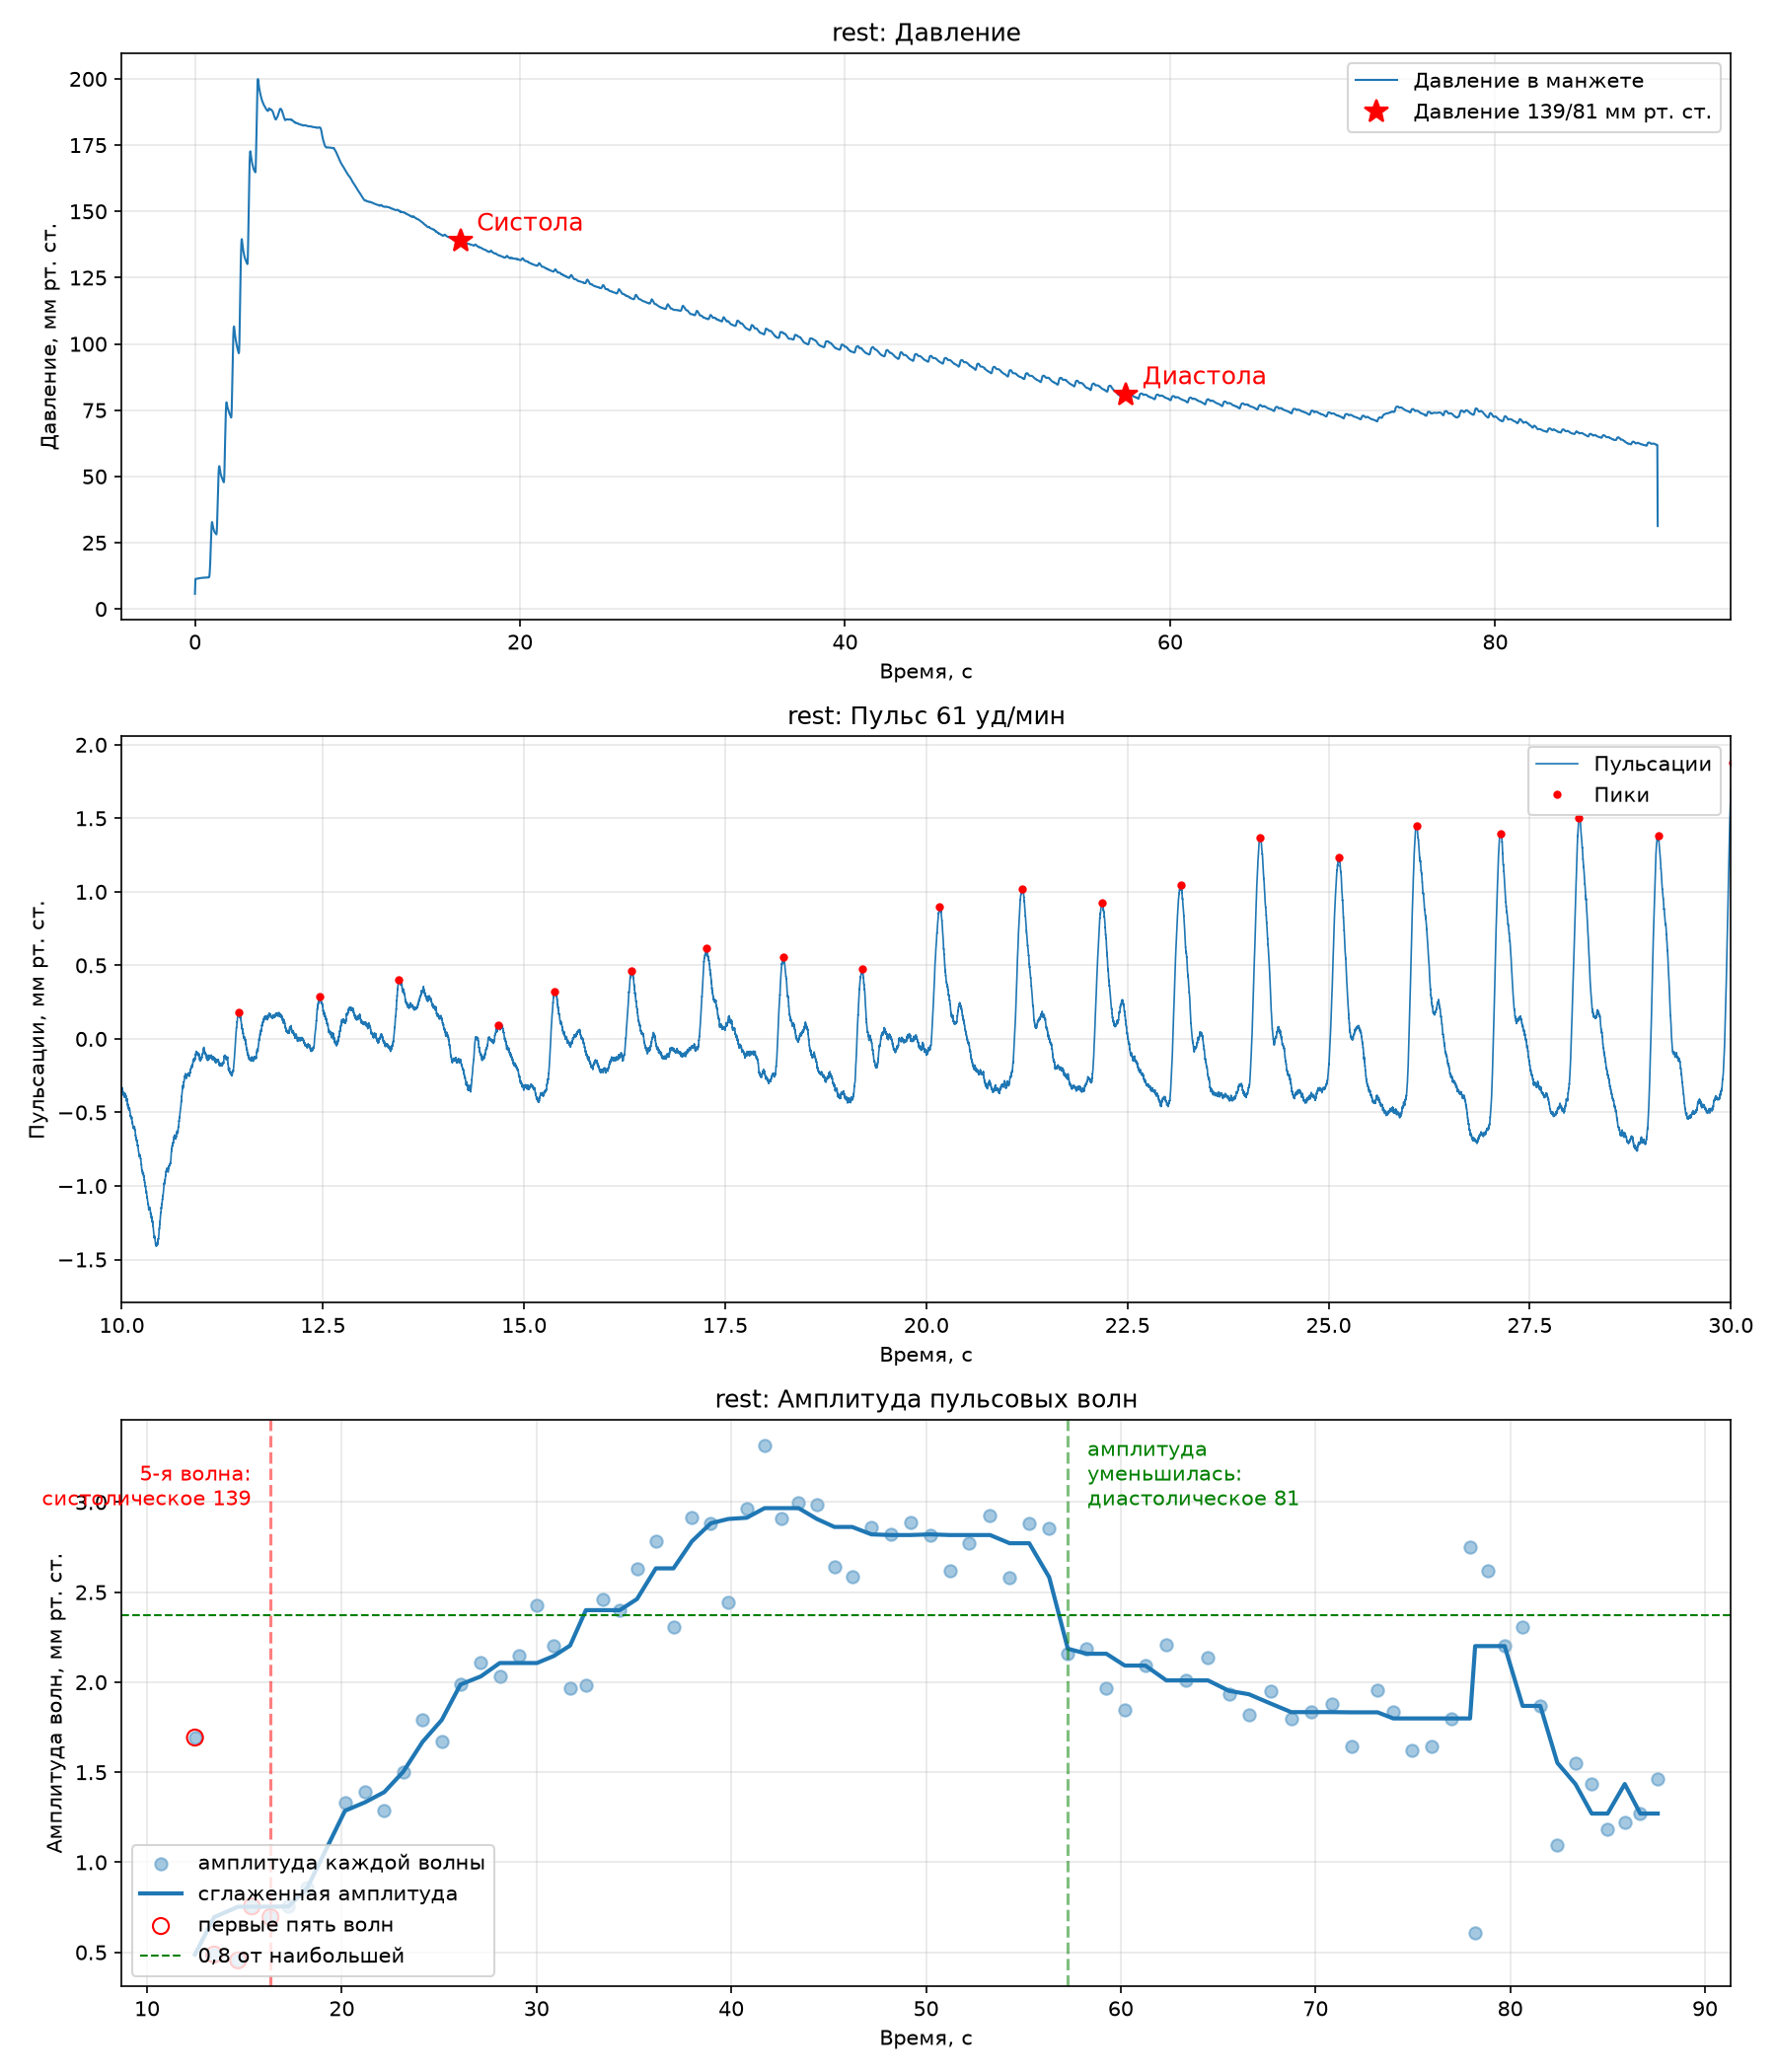 rest: Давление
200
175
150
125
100
75
50
25
0
Давление, мм рт. ст.
Давление в манжете
Давление 139/81 мм рт. ст.
Систола
Диастола
0
20
40
60
80
Время, с
rest: Пульс 61 уд/мин
2.0
1.5
1.0
0.5
0.0
−0.5
−1.0
−1.5
Пульсации, мм рт. ст.
Пульсации
Пики
10.0
12.5
15.0
17.5
20.0
22.5
25.0
27.5
30.0
Время, с
rest: Амплитуда пульсовых волн
5-я волна:
систолическое 139
амплитуда
уменьшилась:
диастолическое 81
3.0
2.5
2.0
1.5
1.0
0.5
Амплитуда волн, мм рт. ст.
амплитуда каждой волны
сглаженная амплитуда
первые пять волн
0,8 от наибольшей
10
20
30
40
50
60
70
80
90
Время, с